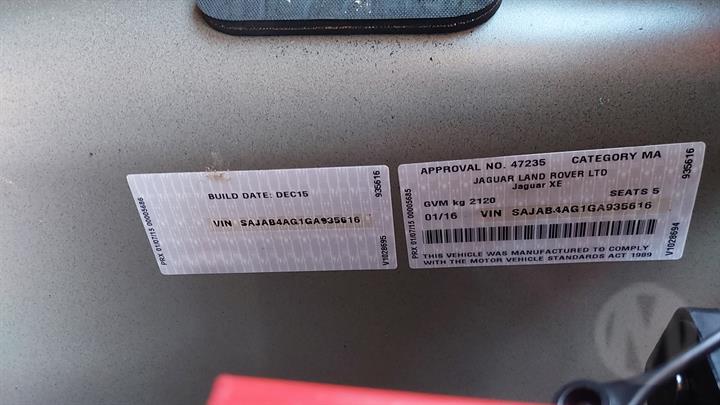 BUILD DATE: DEC15
VIN SAJAB4AG1GA935616
PRX 01/07/15 00005686
935616
V1028695
APPROVAL NO. 47235 CATEGORY MA
JAGUAR LAND ROVER LTD
Jaguar XE
GVM kg 2120 SEATS 5
01/16 VIN SAJAB4AG1GA935616
THIS VEHICLE WAS MANUFACTURED TO COMPLY
WITH THE MOTOR VEHICLE STANDARDS ACT 1989
PRX 01/07/15 00005685
935616
V1028694